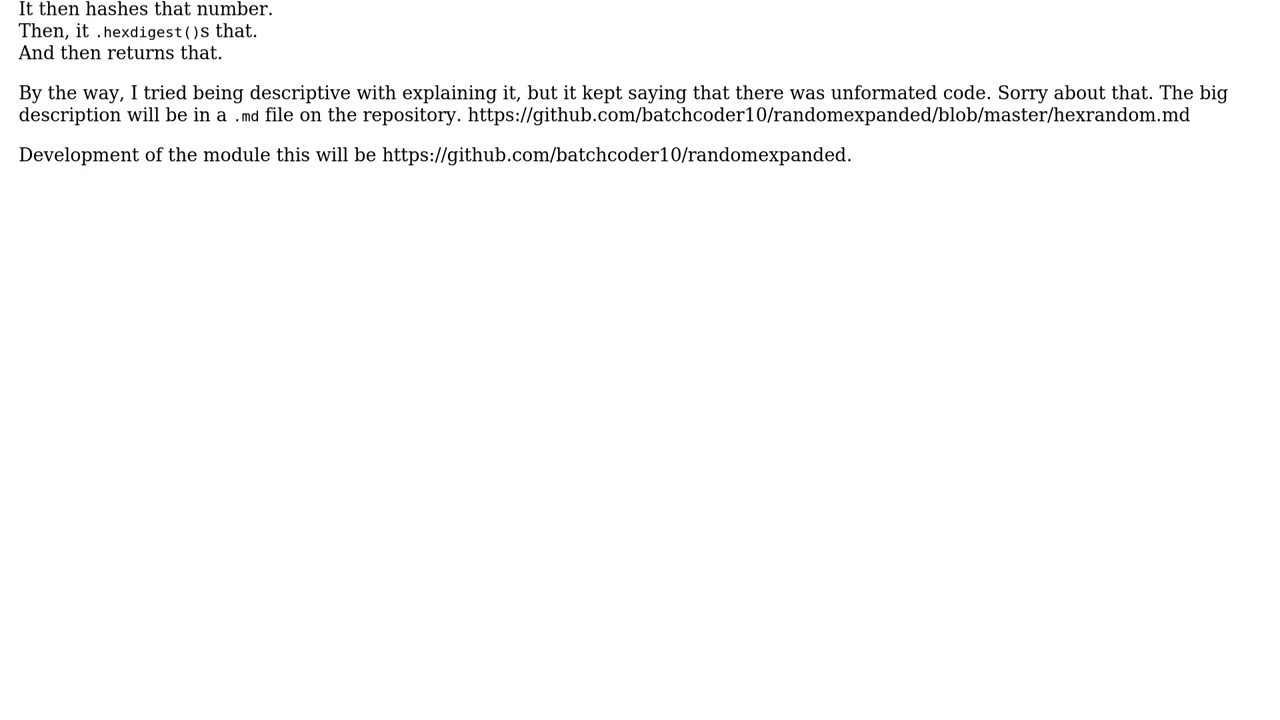 It then hashes that number.
Then, it .hexdigest()s that.
And then returns that.
By the way, I tried being descriptive with explaining it, but it kept saying that there was unformated code. Sorry about that. The big
description will be in a .md file on the repository. https://github.com/batchcoder10/randomexpanded/blob/master/hexrandom.md
Development of the module this will be https://github.com/batchcoder10/randomexpanded.